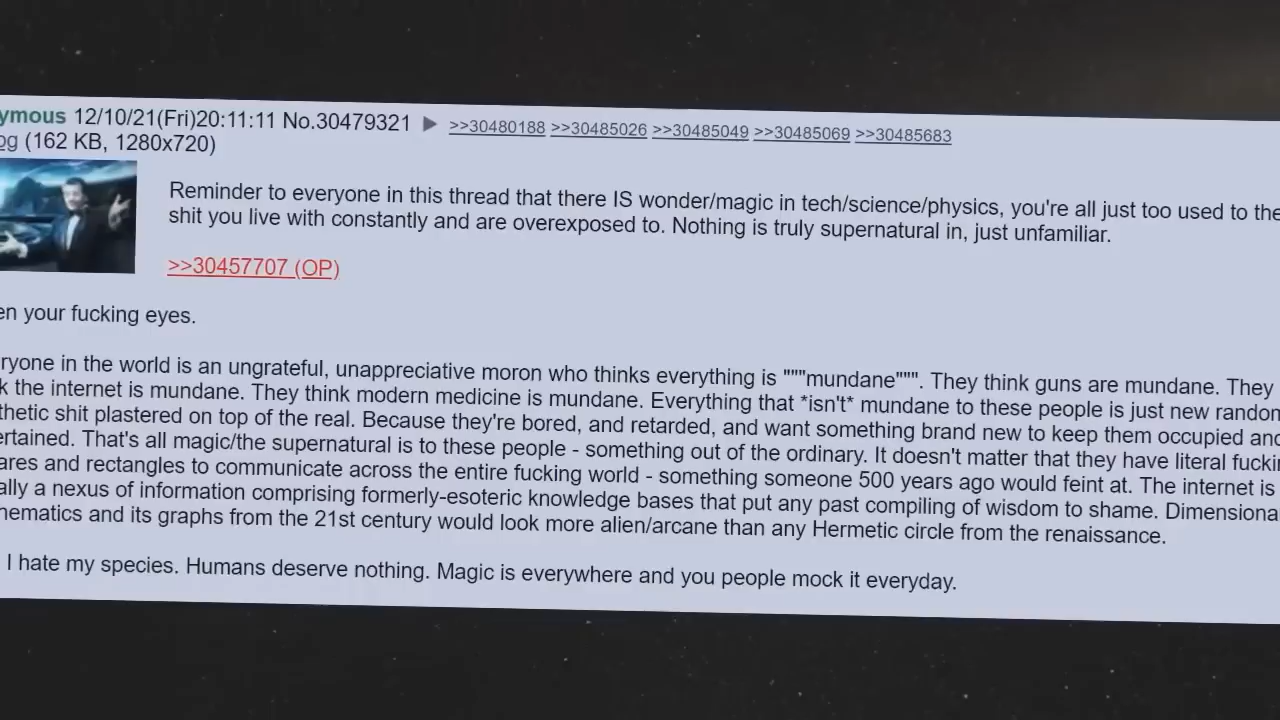 ymous 12/10/21(Fri)20:11:11 No.30479321 ▶ >>30480188 >>30485026 >>30485049 >>30485069 >>30485683
og (162 KB, 1280x720)
Reminder to everyone in this thread that there IS wonder/magic in tech/science/physics, you're all just too used to the
shit you live with constantly and are overexposed to. Nothing is truly supernatural in, just unfamiliar.
>>30457707 (OP)
en your fucking eyes.
ryone in the world is an ungrateful, unappreciative moron who thinks everything is """mundane""". They think guns are mundane. They
k the internet is mundane. They think modern medicine is mundane. Everything that *isn't* mundane to these people is just new random
thetic shit plastered on top of the real. Because they're bored, and retarded, and want something brand new to keep them occupied and
ertained. That's all magic/the supernatural is to these people - something out of the ordinary. It doesn't matter that they have literal fuckin
ares and rectangles to communicate across the entire fucking world - something someone 500 years ago would feint at. The internet is
ally a nexus of information comprising formerly-esoteric knowledge bases that put any past compiling of wisdom to shame. Dimensiona
hematics and its graphs from the 21st century would look more alien/arcane than any Hermetic circle from the renaissance.
I hate my species. Humans deserve nothing. Magic is everywhere and you people mock it everyday.